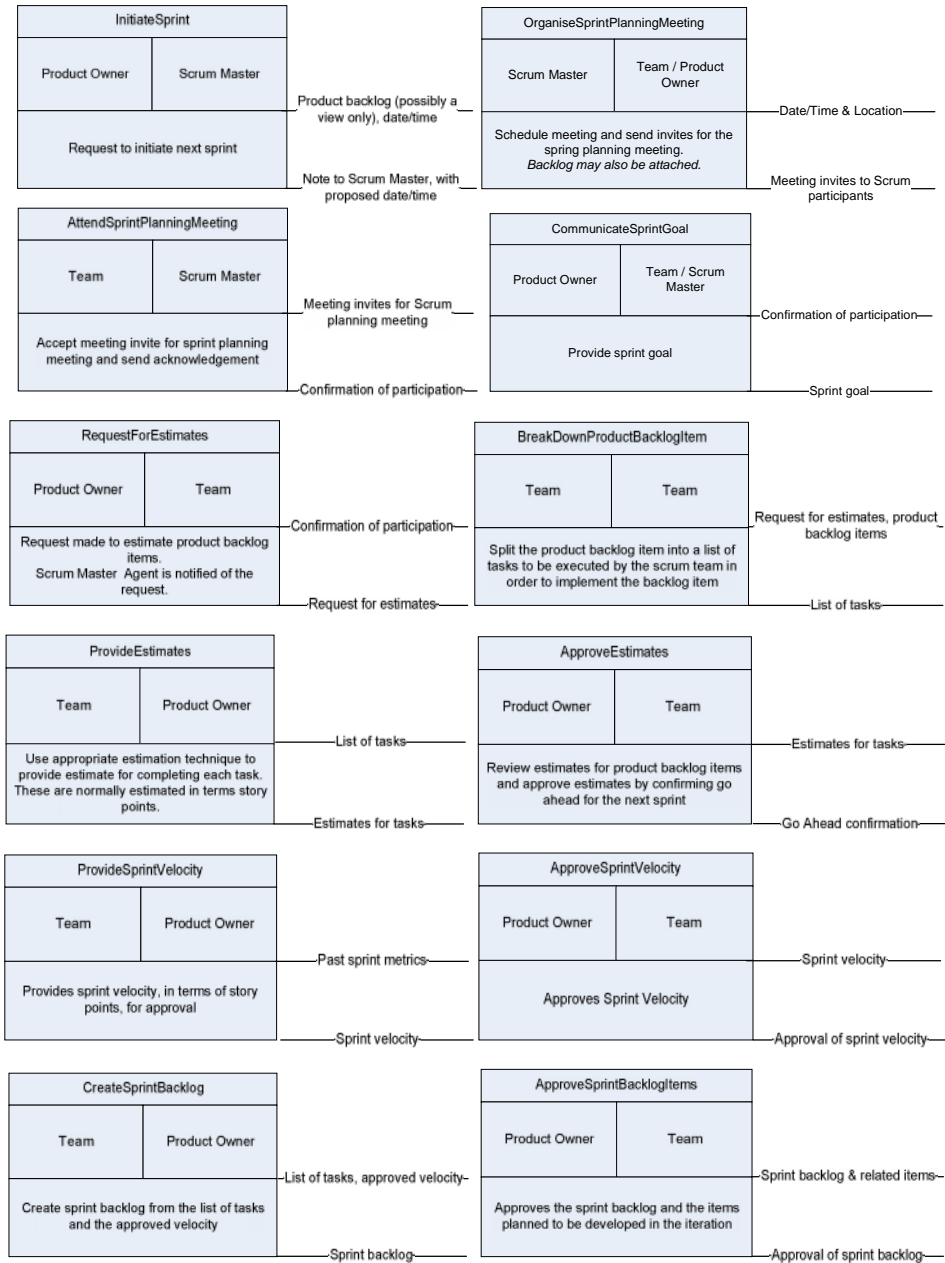 InitiateSprint
Product Owner
Scrum Master
Request to initiate next sprint
Product backlog (possibly a
view only), date/time
Note to Scrum Master, with
proposed date/time
OrganiseSprintPlanningMeeting
Scrum Master
Team / Product
Owner
Schedule meeting and send invites for the
spring planning meeting.
Backlog may also be attached.
Date/Time & Location
Meeting invites to Scrum
participants
AttendSprintPlanningMeeting
Team
Scrum Master
Accept meeting invite for sprint planning
meeting and send acknowledgement
Meeting invites for Scrum
planning meeting
Confirmation of participation
CommunicateSprintGoal
Product Owner
Team / Scrum
Master
Provide sprint goal
Confirmation of participation
Sprint goal
RequestForEstimates
Product Owner
Team
Request made to estimate product backlog
items.
Scrum Master Agent is notified of the
request.
Confirmation of participation
Request for estimates
BreakDownProductBacklogItem
Team
Team
Split the product backlog item into a list of
tasks to be executed by the scrum team in
order to implement the backlog item
Request for estimates, product
backlog items
List of tasks
ProvideEstimates
Team
Product Owner
Use appropriate estimation technique to
provide estimate for completing each task.
These are normally estimated in terms story
points.
List of tasks
Estimates for tasks
ApproveEstimates
Product Owner
Team
Review estimates for product backlog items
and approve estimates by confirming go
ahead for the next sprint
Estimates for tasks
Go Ahead confirmation
ProvideSprintVelocity
Team
Product Owner
Provides sprint velocity, in terms of story
points, for approval
Past sprint metrics
Sprint velocity
ApproveSprintVelocity
Product Owner
Team
Approves Sprint Velocity
Sprint velocity
Approval of sprint velocity
CreateSprintBacklog
Team
Product Owner
Create sprint backlog from the list of tasks
and the approved velocity
List of tasks, approved velocity
Sprint backlog
ApproveSprintBacklogItems
Product Owner
Team
Approves the sprint backlog and the items
planned to be developed in the iteration
Sprint backlog & related items
Approval of sprint backlog